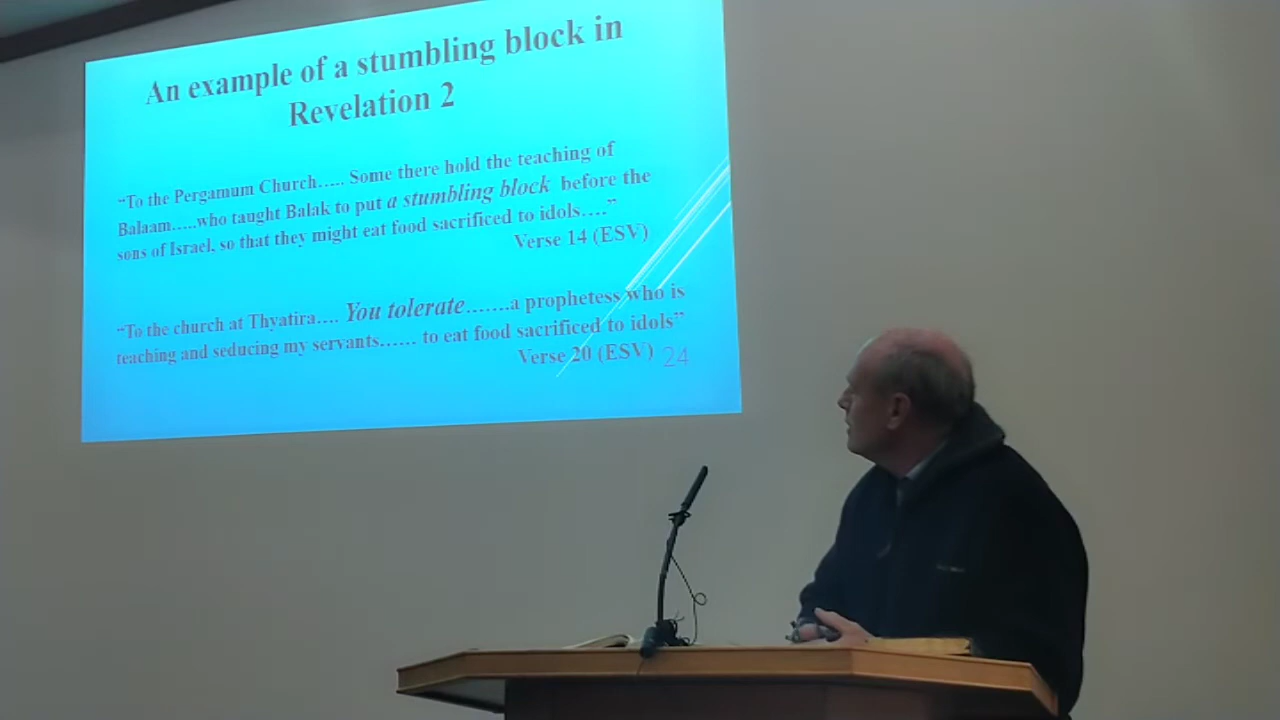 An example of a stumbling block in
Revelation 2
“To the Pergamum Church….. Some there hold the teaching of
Balaam…..who taught Balak to put a stumbling block before the
sons of Israel, so that they might eat food sacrificed to idols….”
Verse 14 (ESV)
“To the church at Thyatira…. You tolerate…….a prophetess who is
teaching and seducing my servants…… to eat food sacrificed to idols”
Verse 20 (ESV) 24